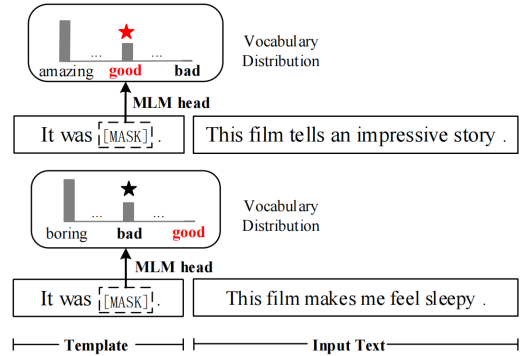 Vocabulary
Distribution
... ...
amazing good bad
MLM head
It was [MASK] . This film tells an impressive story .
Vocabulary
Distribution
... ...
boring bad good
MLM head
It was [MASK] . This film makes me feel sleepy .
Template Input Text